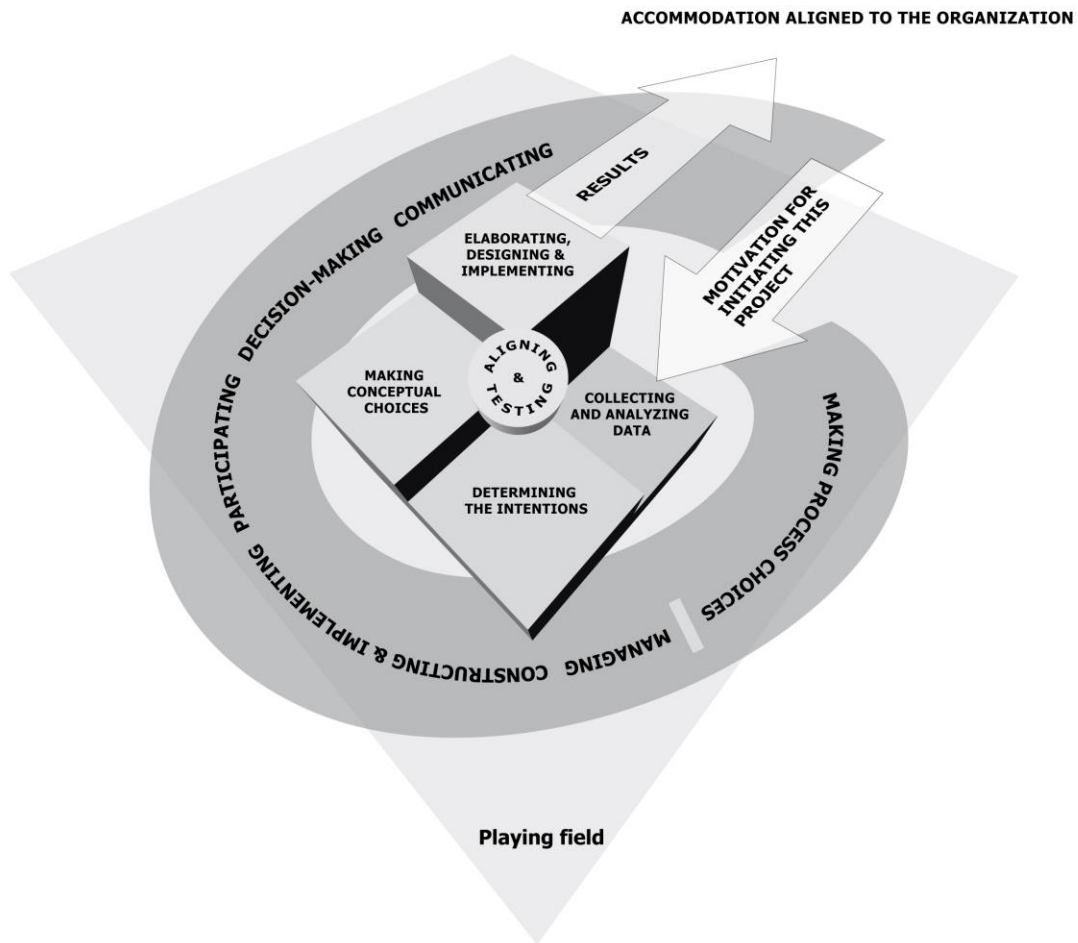 ACCOMMODATION ALIGNED TO THE ORGANIZATION
RESULTS
MOTIVATION FOR
INITIATING THIS
PROJECT
ELABORATING,
DESIGNING &
IMPLEMENTING
ALIGNING
&
TESTING
MAKING
CONCEPTUAL
CHOICES
COLLECTING
AND ANALYZING
DATA
DETERMINING
THE INTENTIONS
MAKING PROCESS CHOICES
MANAGING CONSTRUCTING & IMPLEMENTING PARTICIPATING DECISION-MAKING COMMUNICATING
Playing field